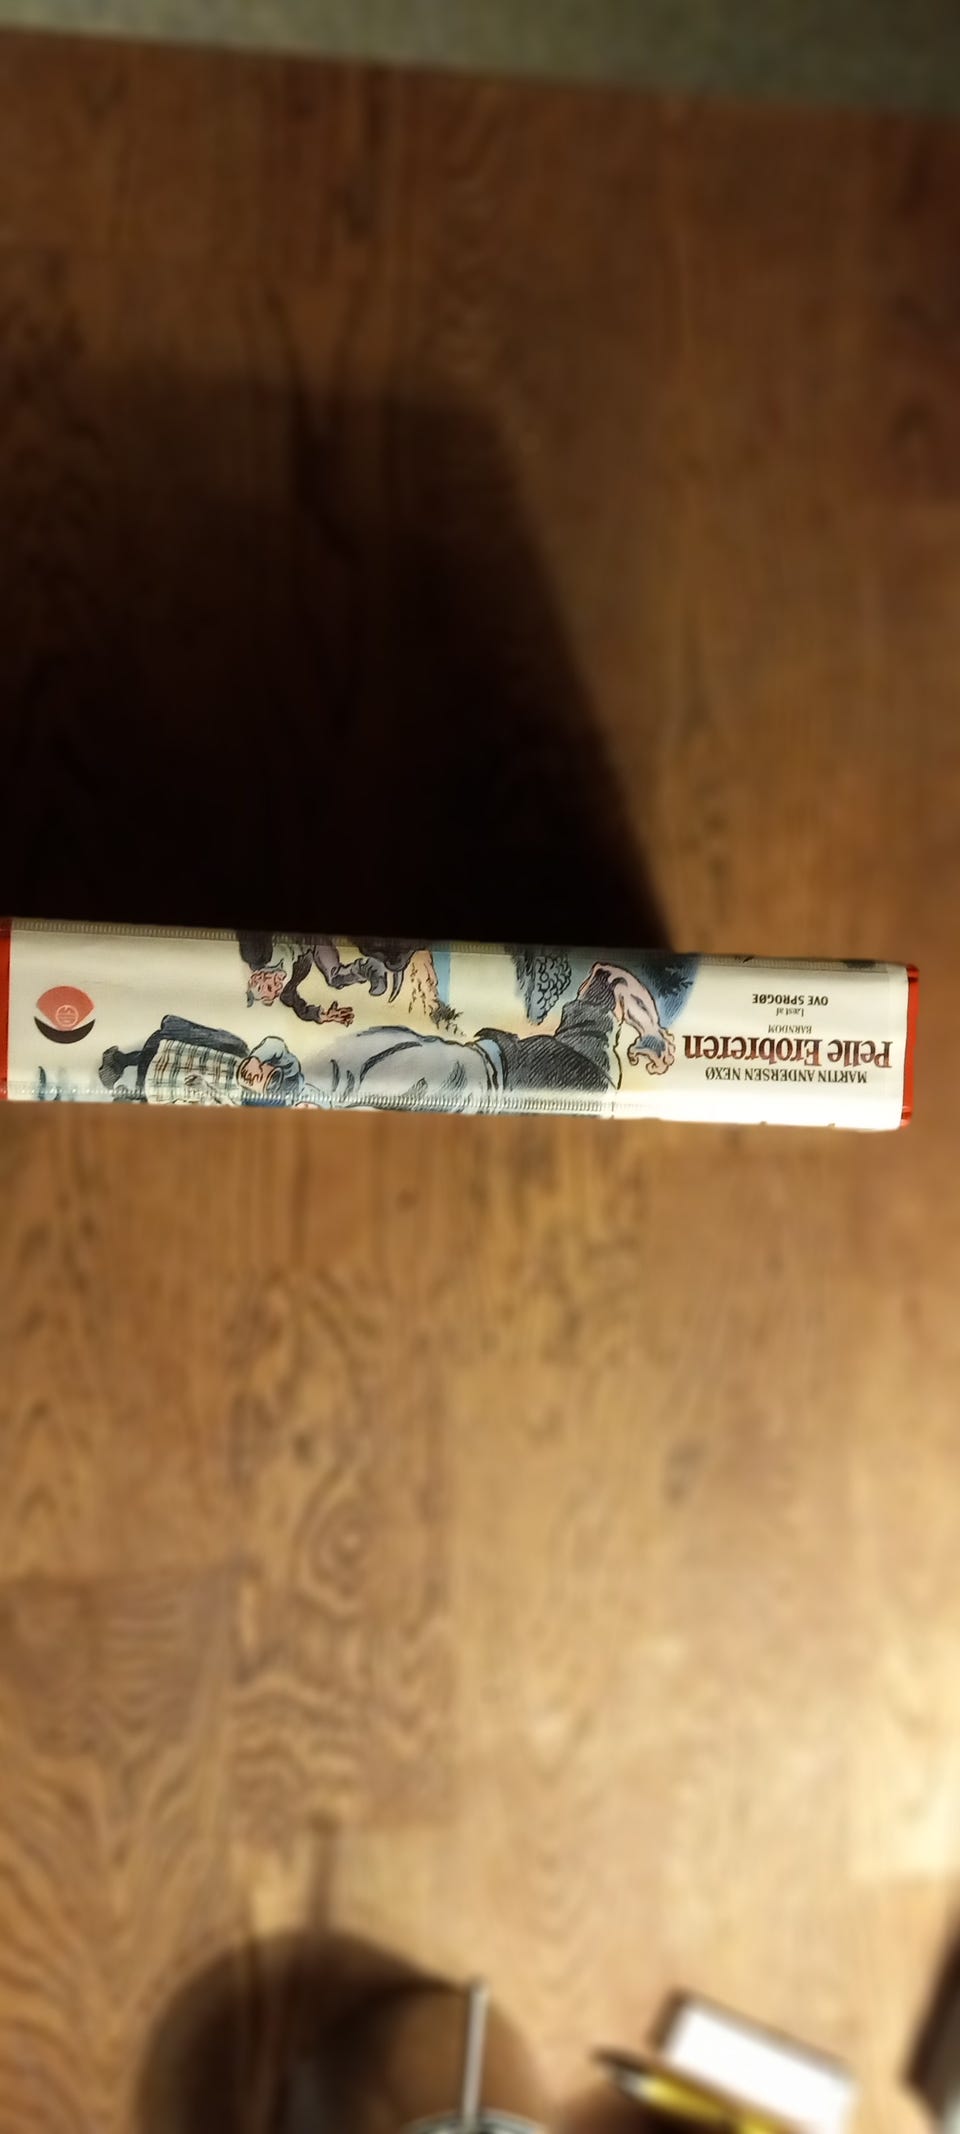 MARTIN ANDERSEN NEXØ
Pelle Erobreren
BARNDOM
Læst af
OVE SPROGØE